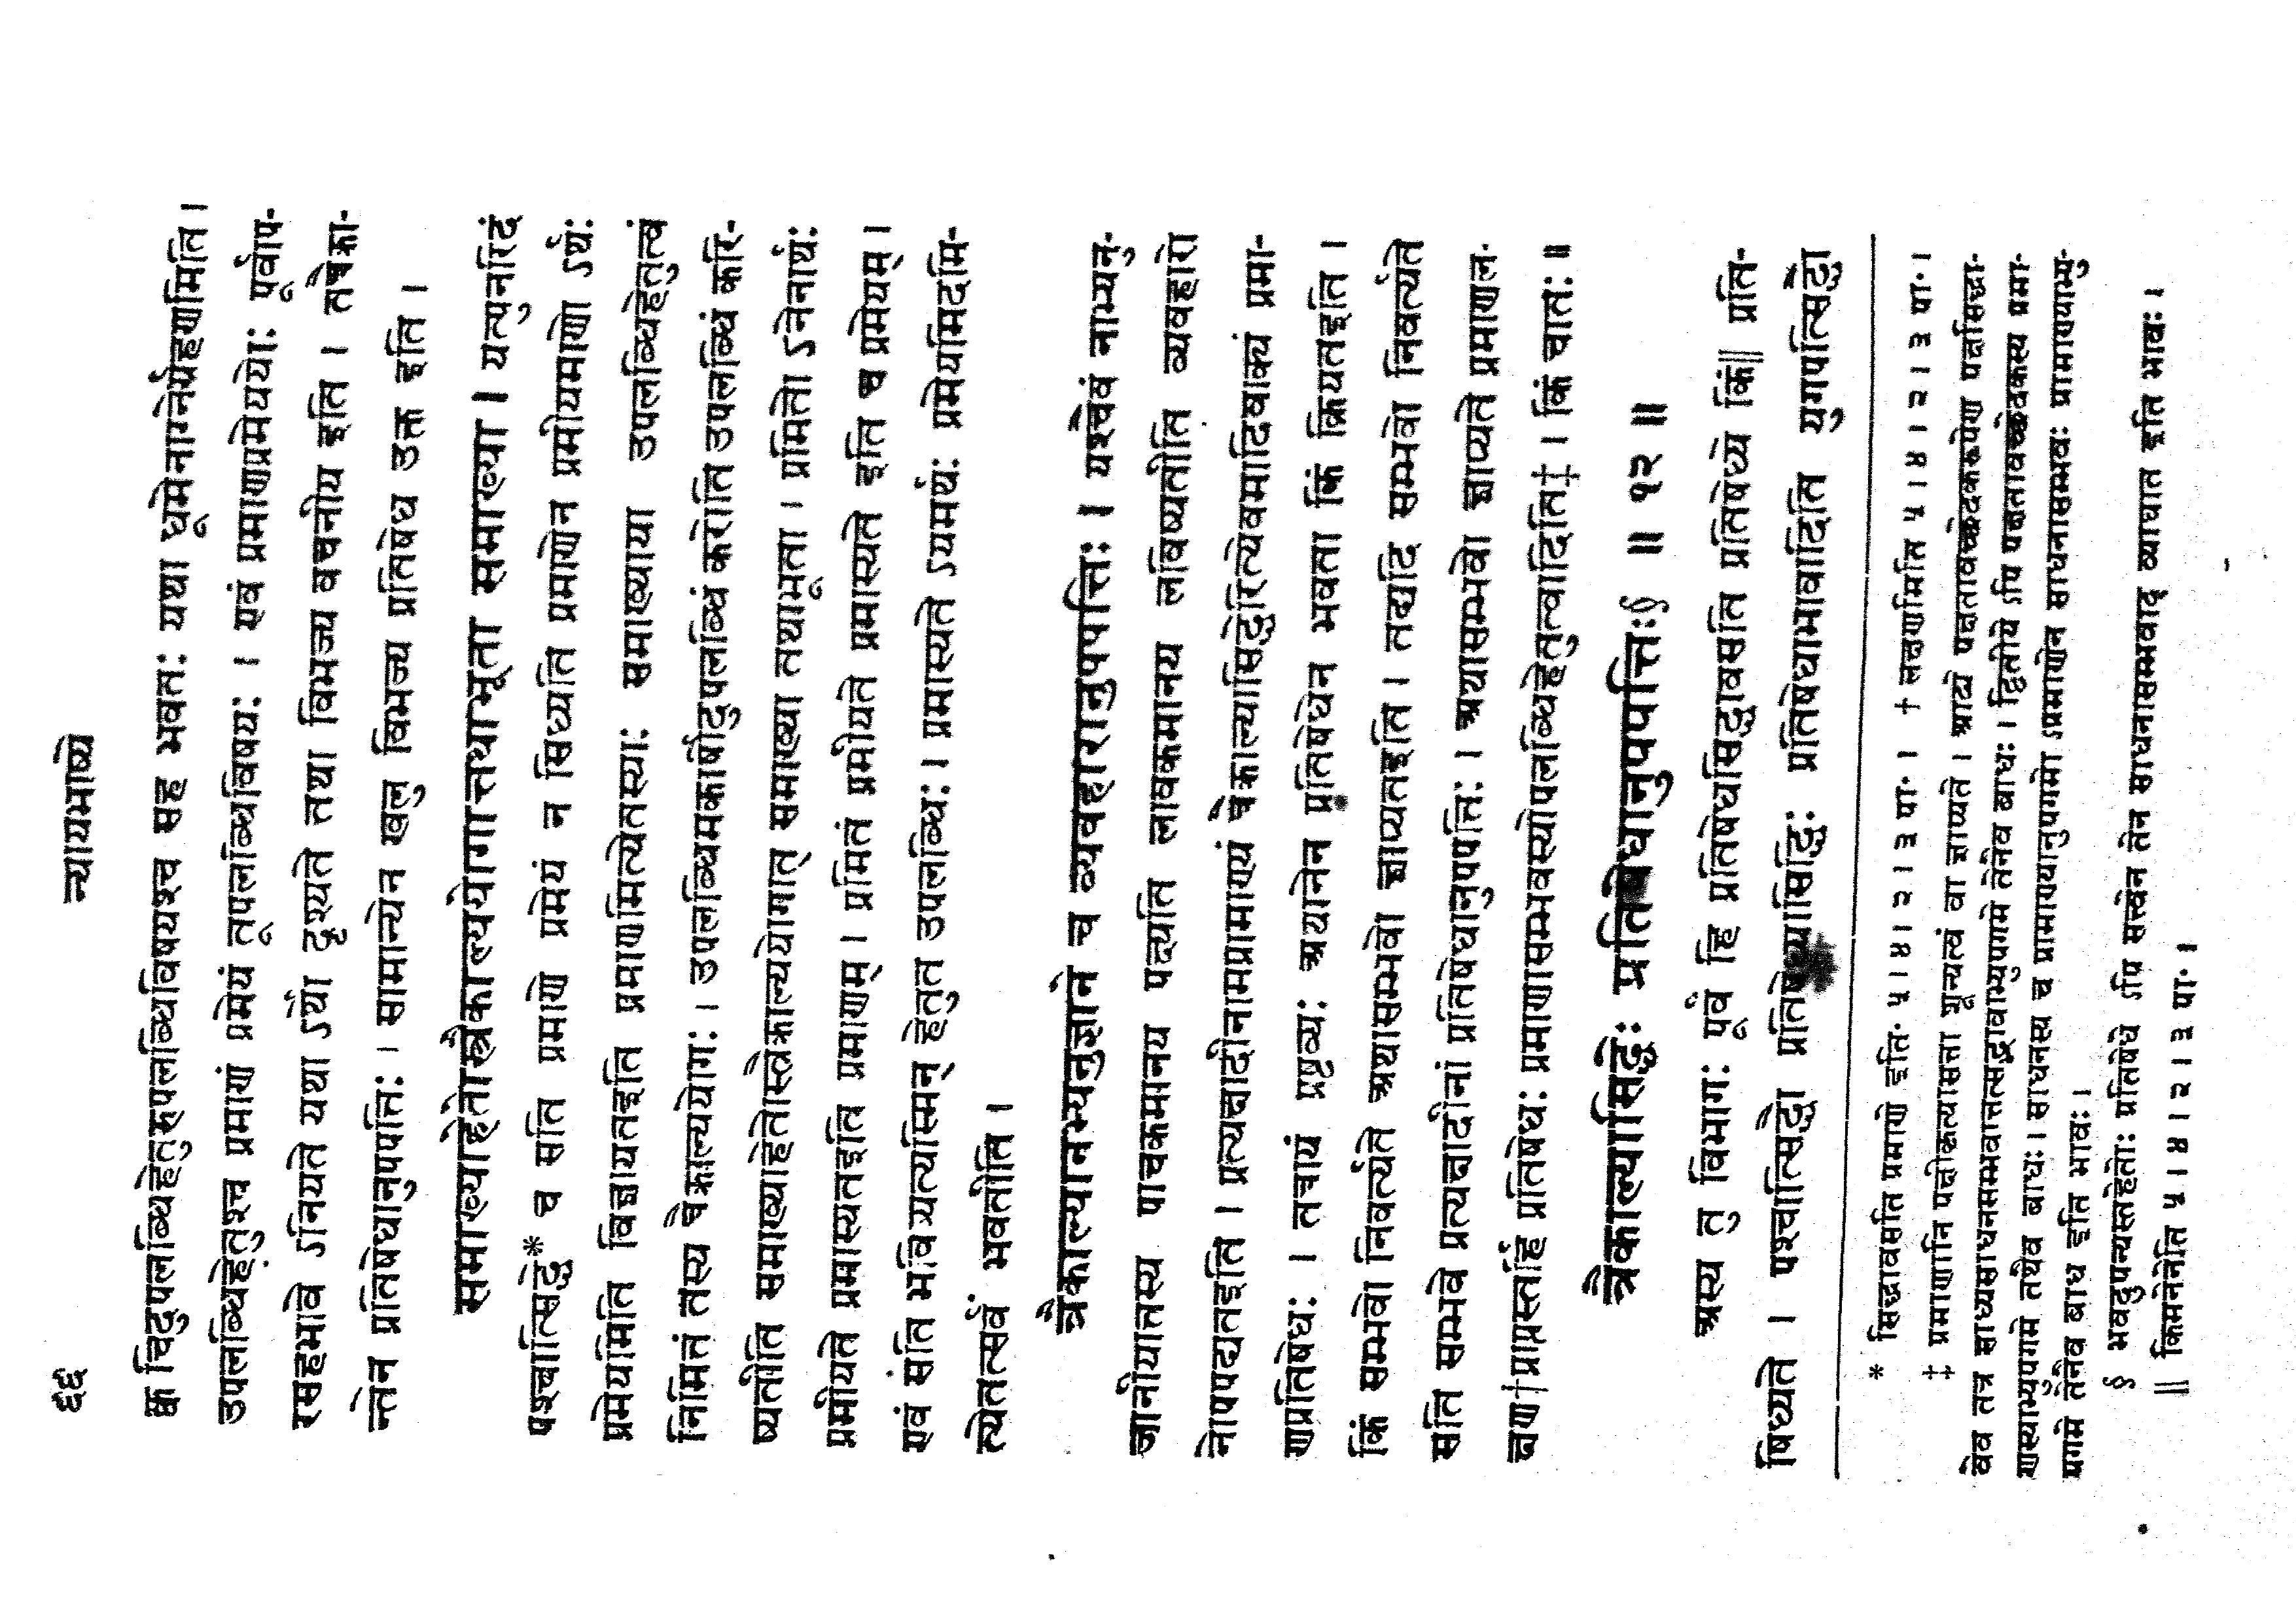 ६६ न्यायभाष्ये
क्व चिदुपलब्धिहेतुरुपलब्धिविषयश्च सह भवतः यथा धूमेनाग्नेर्ग्रहणमिति ।
उपलब्धिहेतुश्च प्रमाणं प्रमेयं तूपलब्धिविषयः । एवं प्रमाणप्रमेययोः पूर्वाप-
रसहभावे ऽनियते यथा ऽर्थो दृश्यते तथा विभज्य वचनीय इति । तत्रैका-
न्तेन प्रतिषेधानुपपत्तिः । सामान्येन खलु विभज्य प्रतिषेध उक्त इति ।
समाख्याहेतोस्त्रैकाल्ययोगात्तथाभूता समाख्या । यत्पुनरिदं
पश्चात्सिद्धे* च सति प्रमाणे प्रमेयं न सिध्यति प्रमाणेन प्रमीयमाणो ऽर्थः
प्रमेयमिति विज्ञायतइति प्रमाणमित्येतस्याः समाख्याया उपलब्धिहेतुत्वं
निमित्तं तस्य त्रैकाल्ययोगः । उपलब्धिमकार्षीदुपलब्धिं करोति उपलब्धिं करि-
ष्यतीति समाख्याहेतोस्त्रैकाल्ययोगात् समाख्या तथाभूता । प्रमितो ऽनेनार्थः
प्रमीयते प्रमास्यतइति प्रमाणम् । प्रमितं प्रमीयते प्रमास्यते इति च प्रमेयम् ।
एवं सति भविष्यत्यस्मिन् हेतुत उपलब्धिः । प्रमास्यते ऽयमर्थः प्रमेयमिदमि-
त्येतत्सर्वं भवतीति ।
त्रैकाल्यानभ्यनुज्ञाने च व्यवहारानुपपत्तिः । यश्चैवं नाभ्यनु-
जानीयात्तस्य पाचकमानय पक्ष्यति लावकमानय लविष्यतीति व्यवहारो
नोपपद्यतइति । प्रत्यक्षादीनामप्रामाण्यं त्रैकाल्यासिद्धेरित्येवमादिवाक्यं प्रमा-
णप्रतिषेधः । तत्रायं प्रष्टव्यः अथानेन प्रतिषेधेन भवता किं क्रियतइति ।
किं सम्भवो निवर्त्यते अथासम्भवो ज्ञाप्यतइति । तद्यदि सम्भवो निवर्त्यते
सति सम्भवे प्रत्यक्षादीनां प्रतिषेधानुपपत्तिः । अथासम्भवो ज्ञाप्यते प्रमाणल-
क्षण†प्राप्तस्तर्हि प्रतिषेधः प्रमाणासम्भवस्योपलब्धिहेतुत्वादिति‡ । किं चातः ॥
त्रैकाल्यासिद्धेः प्रतिषेधानुपपत्तिः§ ॥ १२ ॥
अस्य तु विभागः पूर्वं हि प्रतिषेधसिद्धावसति प्रतिषेध्ये किं|| प्रति-
षिध्यते । पश्चात्सिद्धौ प्रतिषेध्यासिद्धिः प्रतिषेधाभावादिति युगपत्सिद्धौ
* सिद्धावसति प्रमाणे इति· ५ । ४ । २ । ३ पा· । † लक्षणमिति ५ । ४ । २ । ३ पा· ।
‡ प्रमाणानि पक्षीकृत्यासत्ता शून्यत्वं वा ज्ञाप्यते । आद्ये पक्षतावच्छेदकरूपेण पक्षसिद्धा-
वेव तत्र साध्यसाधनसम्भवात्तत्सद्भावाभ्युपगमे तेनैव बाधः । द्वितीये ऽपि पक्षतावच्छेदकस्य प्रमा-
णस्याभ्युपगमे तथैव बाधः । साधनस्य च प्रामाण्यानुपगमो ऽप्रमाणेन साधनासम्भवः प्रामाण्याभ्यु-
पगमे तेनैव बाध इति भावः ।
§ भवदुपन्यस्तहेतोः प्रतिषेधे ऽपि सत्त्वेन तेन साधनासम्भवाद् व्याघात इति भावः ।
|| किमनेनेति ५ । ४ । २ । ३ पा· ।